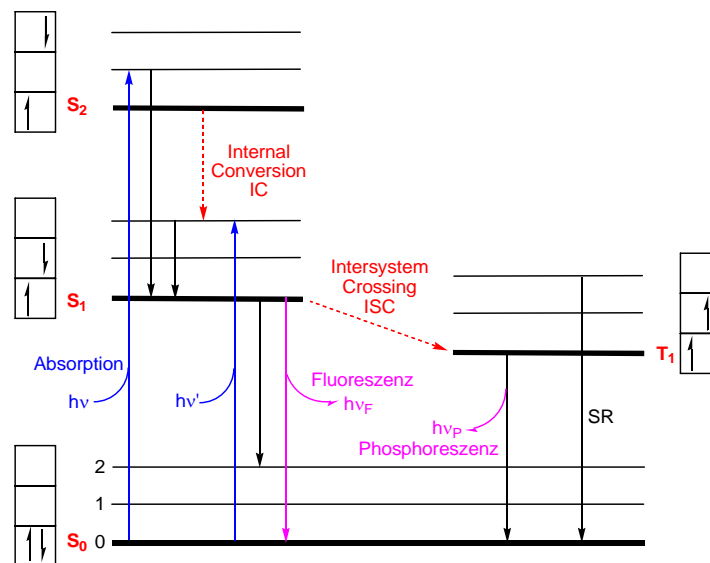 S2
Internal
Conversion
IC
S1
Intersystem
Crossing
ISC
T1
Absorption
hν
hν'
Fluoreszenz
hνF
hνP
Phosphoreszenz
SR
2
1
S0 0